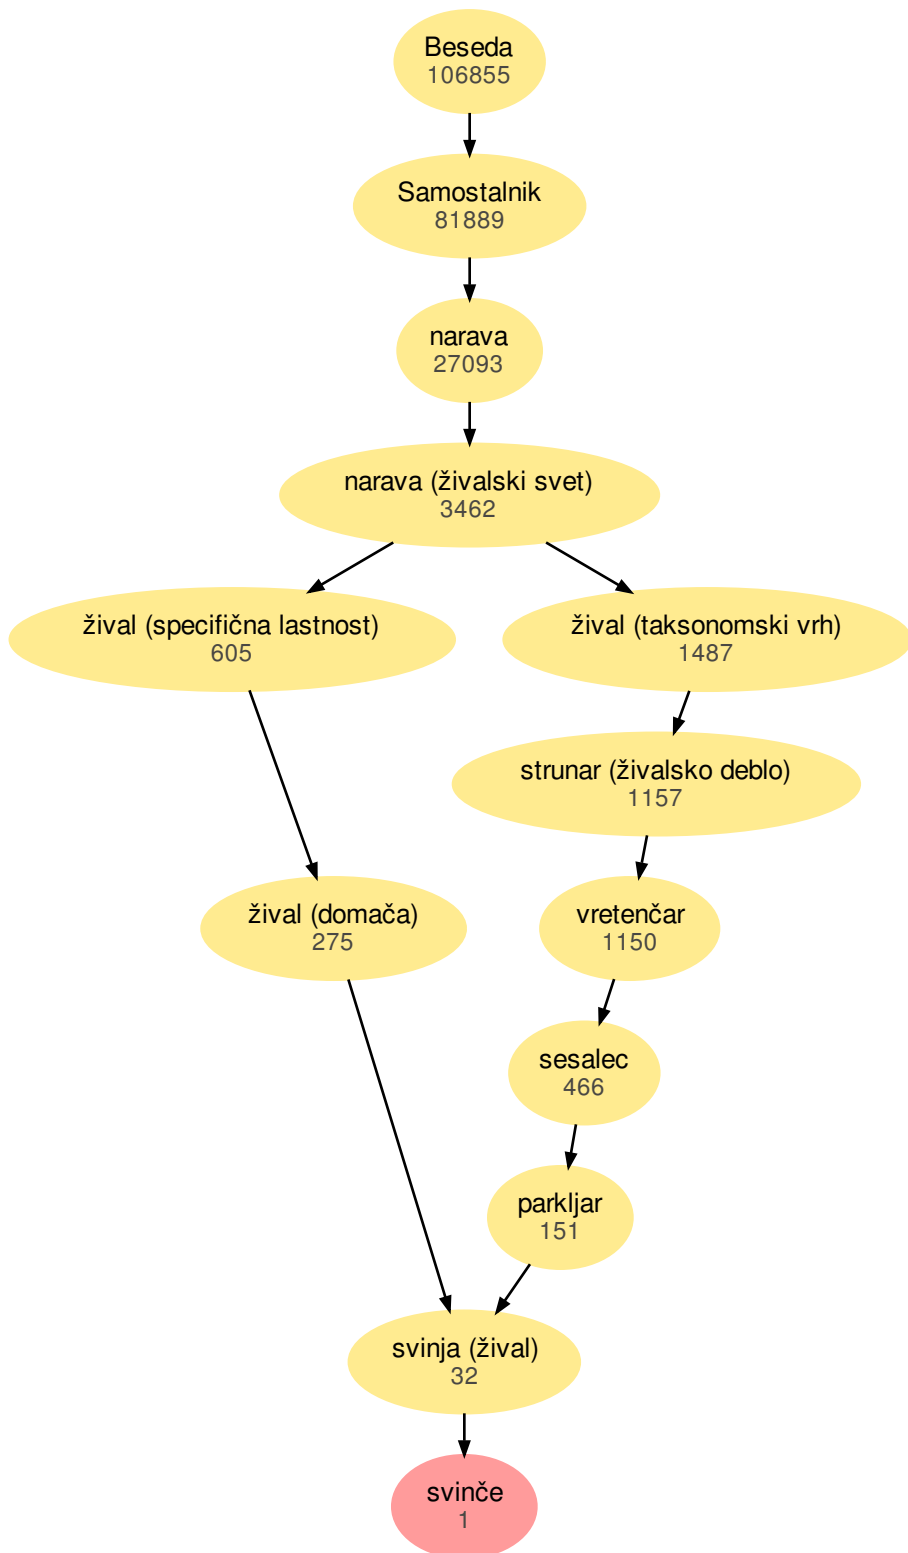 Beseda
106855
Samostalnik
81889
narava
27093
narava (živalski svet)
3462
žival (specifična lastnost)
605
žival (taksonomski vrh)
1487
strunar (živalsko deblo)
1157
žival (domača)
275
vretenčar
1150
sesalec
466
parkljar
151
svinja (žival)
32
svinče
1